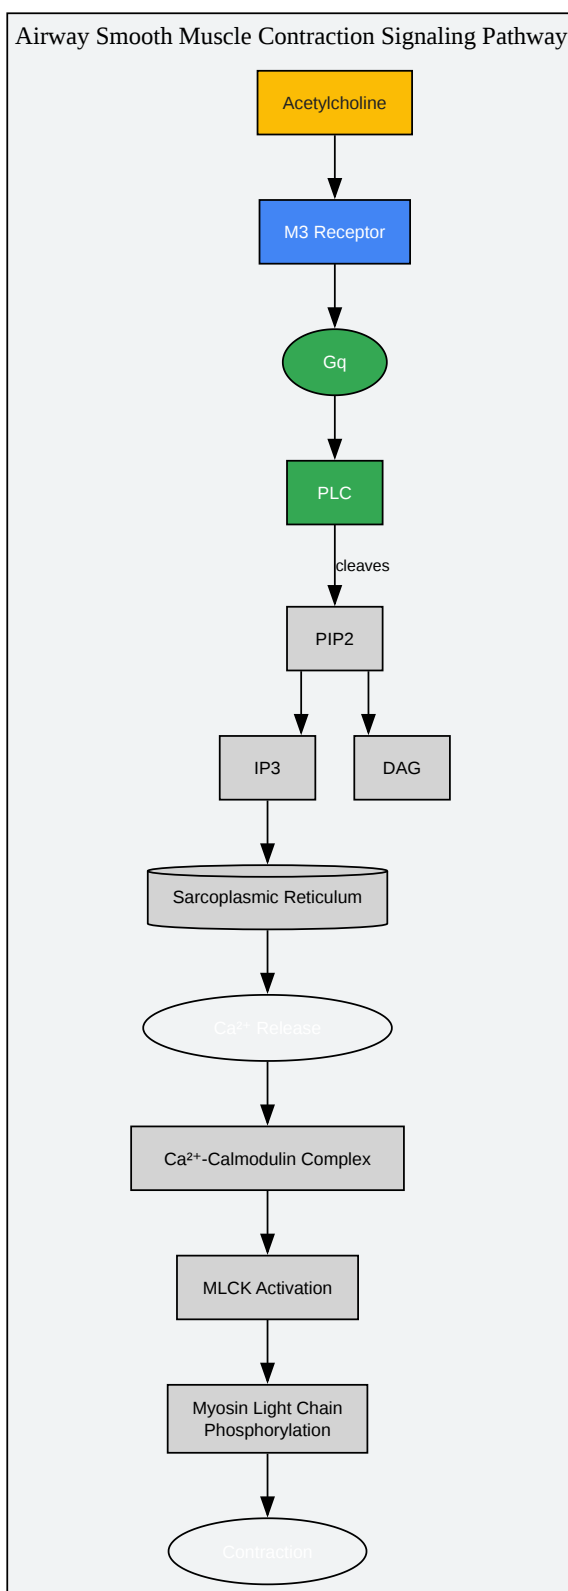 Airway Smooth Muscle Contraction Signaling Pathway
Acetylcholine
M3 Receptor
Gq
PLC
cleaves
PIP2
IP3
DAG
Sarcoplasmic Reticulum
Ca²⁺ Release
Ca²⁺-Calmodulin Complex
MLCK Activation
Myosin Light Chain
Phosphorylation
Contraction